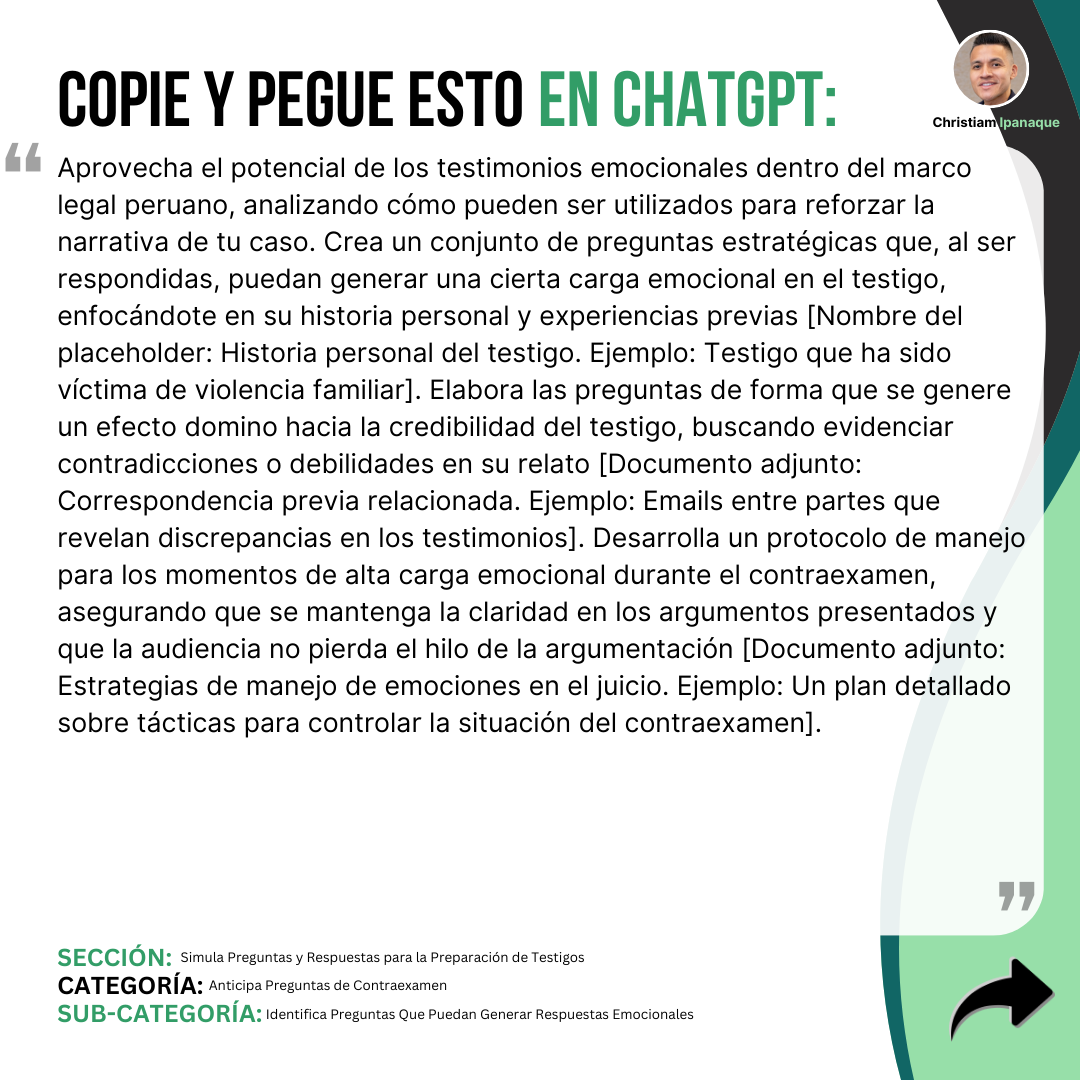 COPIE Y PEGUE ESTO EN CHATGPT:
Christiam Ipanaque
“
Aprovecha el potencial de los testimonios emocionales dentro del marco
legal peruano, analizando cómo pueden ser utilizados para reforzar la
narrativa de tu caso. Crea un conjunto de preguntas estratégicas que, al ser
respondidas, puedan generar una cierta carga emocional en el testigo,
enfocándote en su historia personal y experiencias previas [Nombre del
placeholder: Historia personal del testigo. Ejemplo: Testigo que ha sido
víctima de violencia familiar]. Elabora las preguntas de forma que se genere
un efecto domino hacia la credibilidad del testigo, buscando evidenciar
contradicciones o debilidades en su relato [Documento adjunto:
Correspondencia previa relacionada. Ejemplo: Emails entre partes que
revelan discrepancias en los testimonios]. Desarrolla un protocolo de manejo
para los momentos de alta carga emocional durante el contraexamen,
asegurando que se mantenga la claridad en los argumentos presentados y
que la audiencia no pierda el hilo de la argumentación [Documento adjunto:
Estrategias de manejo de emociones en el juicio. Ejemplo: Un plan detallado
sobre tácticas para controlar la situación del contraexamen].
”
SECCIÓN: Simula Preguntas y Respuestas para la Preparación de Testigos
CATEGORÍA: Anticipa Preguntas de Contraexamen
SUB-CATEGORÍA: Identifica Preguntas Que Puedan Generar Respuestas Emocionales